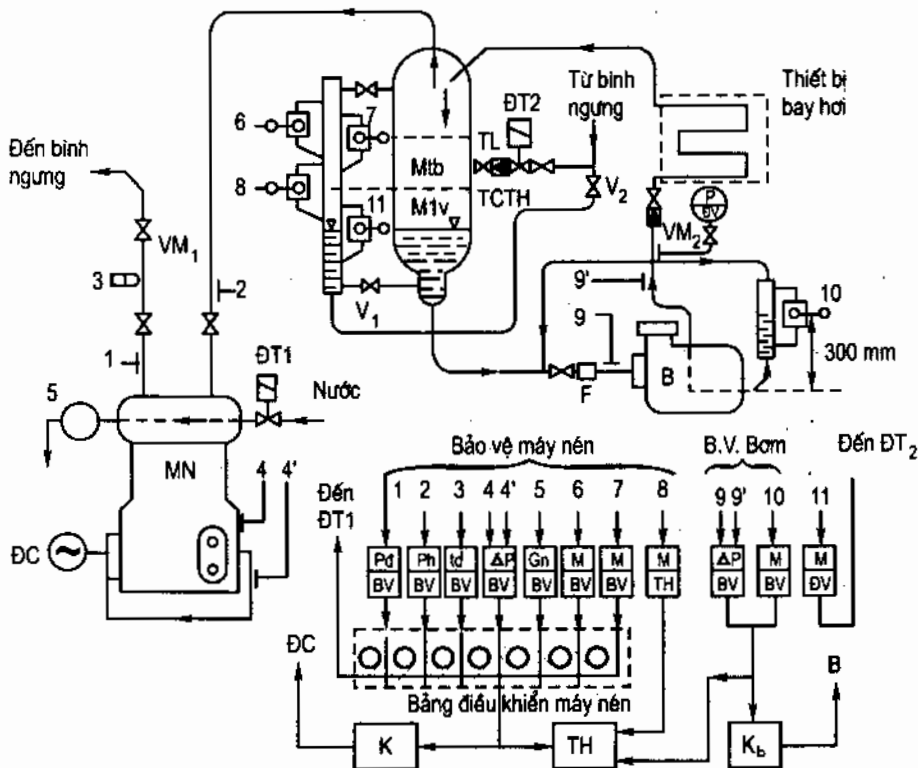 Từ bình
ngưng
Thiết bị
bay hơi
ĐT2
6
7
Đến bình
ngưng
TL
Mtb
TCTH
8
M1v
11
V₂
P
ĐV
VM₁
VM₂
3
2
9'
10
V₁
9
300 mm
1
ĐT1
5
Nước
B
F
MN
4 4'
Bảo vệ máy nén
B.V. Bơm
Đến ĐT₂
Đến
ĐT1
1 2 3 4 4' 5 6 7 8
9 9' 10 11
ĐC
Pd Ph td ΔP Gn M M M
ΔP M M
BV BV BV BV BV BV BV TH
BV BV ĐV
ĐC
B
Bảng điều khiển máy nén
K
TH
K_b